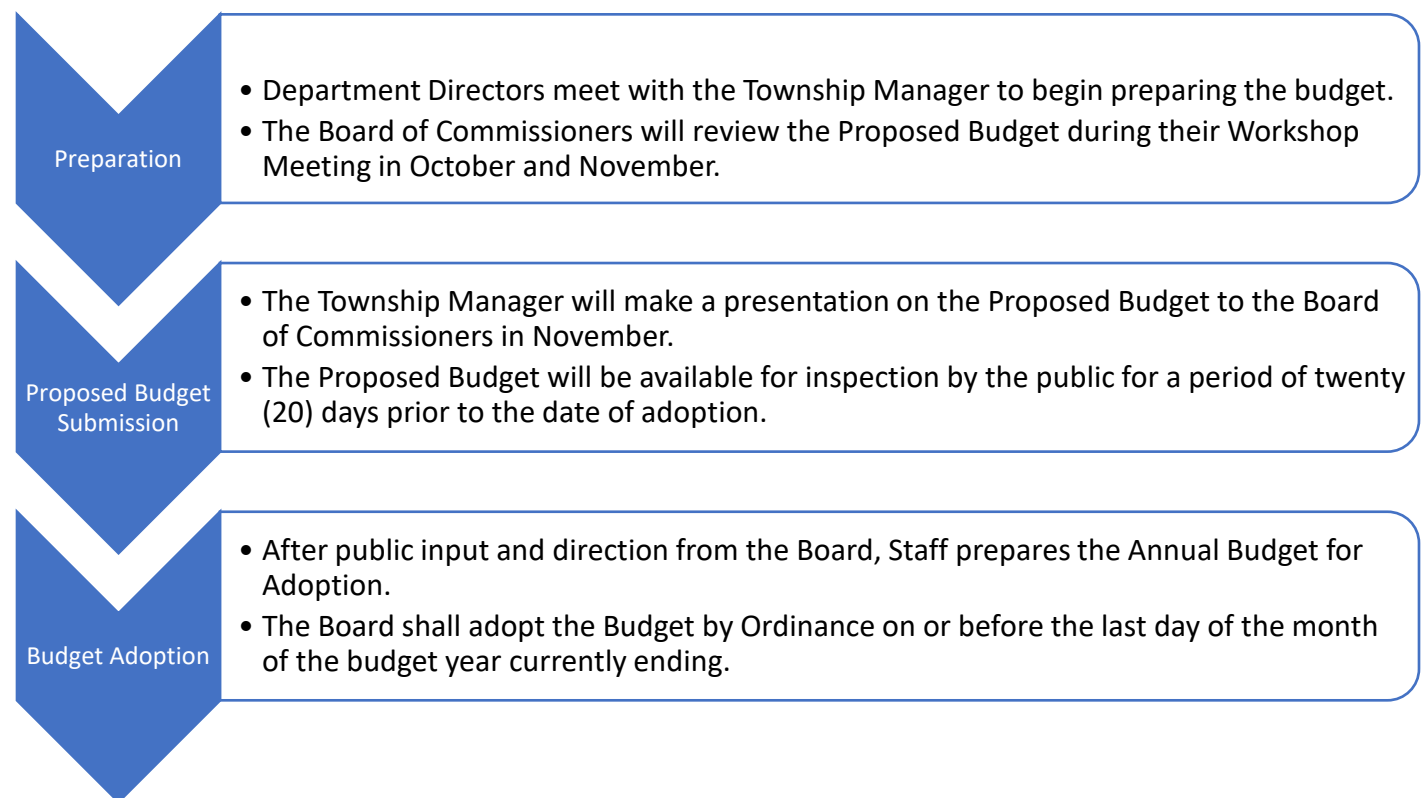 Preparation
• Department Directors meet with the Township Manager to begin preparing the budget.
• The Board of Commissioners will review the Proposed Budget during their Workshop
Meeting in October and November.
Proposed Budget
Submission
• The Township Manager will make a presentation on the Proposed Budget to the Board
of Commissioners in November.
• The Proposed Budget will be available for inspection by the public for a period of twenty
(20) days prior to the date of adoption.
Budget Adoption
• After public input and direction from the Board, Staff prepares the Annual Budget for
Adoption.
• The Board shall adopt the Budget by Ordinance on or before the last day of the month
of the budget year currently ending.